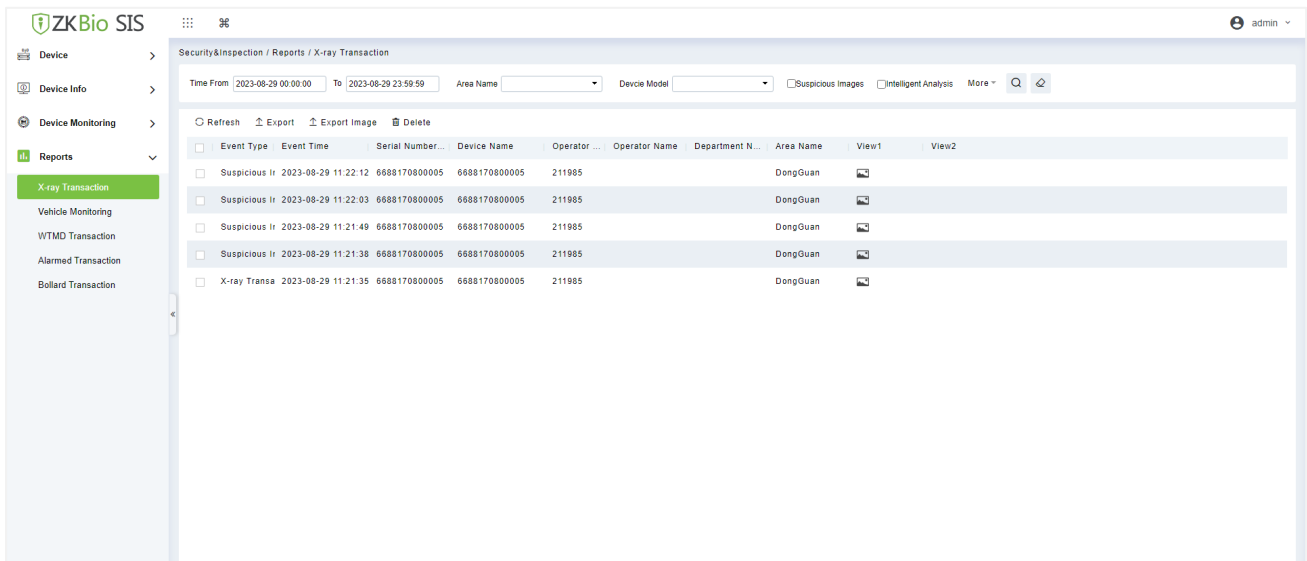 ZKBio SIS
admin
Device
Device Info
Device Monitoring
Reports
X-ray Transaction
Vehicle Monitoring
WTMD Transaction
Alarmed Transaction
Bollard Transaction
Security&Inspection / Reports / X-ray Transaction
Time From 2023-08-29 00:00:00 To 2023-08-29 23:59:59 Area Name Devcie Model Suspicious Images Intelligent Analysis More
Refresh Export Export Image Delete
Event Type Event Time Serial Number... Device Name Operator ... Operator Name Department N... Area Name View1 View2
Suspicious Ir 2023-08-29 11:22:12 6688170800005 6688170800005 211985 DongGuan
Suspicious Ir 2023-08-29 11:22:03 6688170800005 6688170800005 211985 DongGuan
Suspicious Ir 2023-08-29 11:21:49 6688170800005 6688170800005 211985 DongGuan
Suspicious Ir 2023-08-29 11:21:38 6688170800005 6688170800005 211985 DongGuan
X-ray Transa 2023-08-29 11:21:35 6688170800005 6688170800005 211985 DongGuan